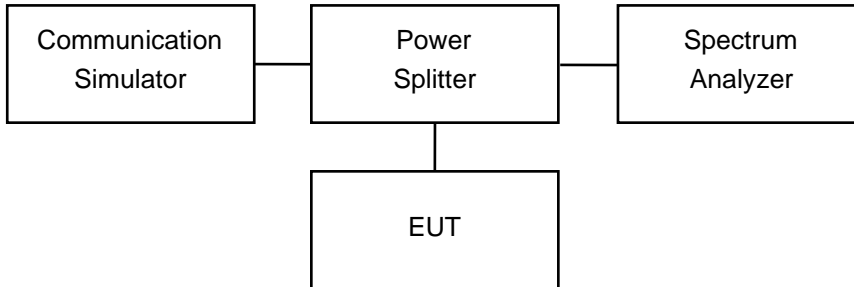 Communication
Simulator
Power
Splitter
Spectrum
Analyzer
EUT